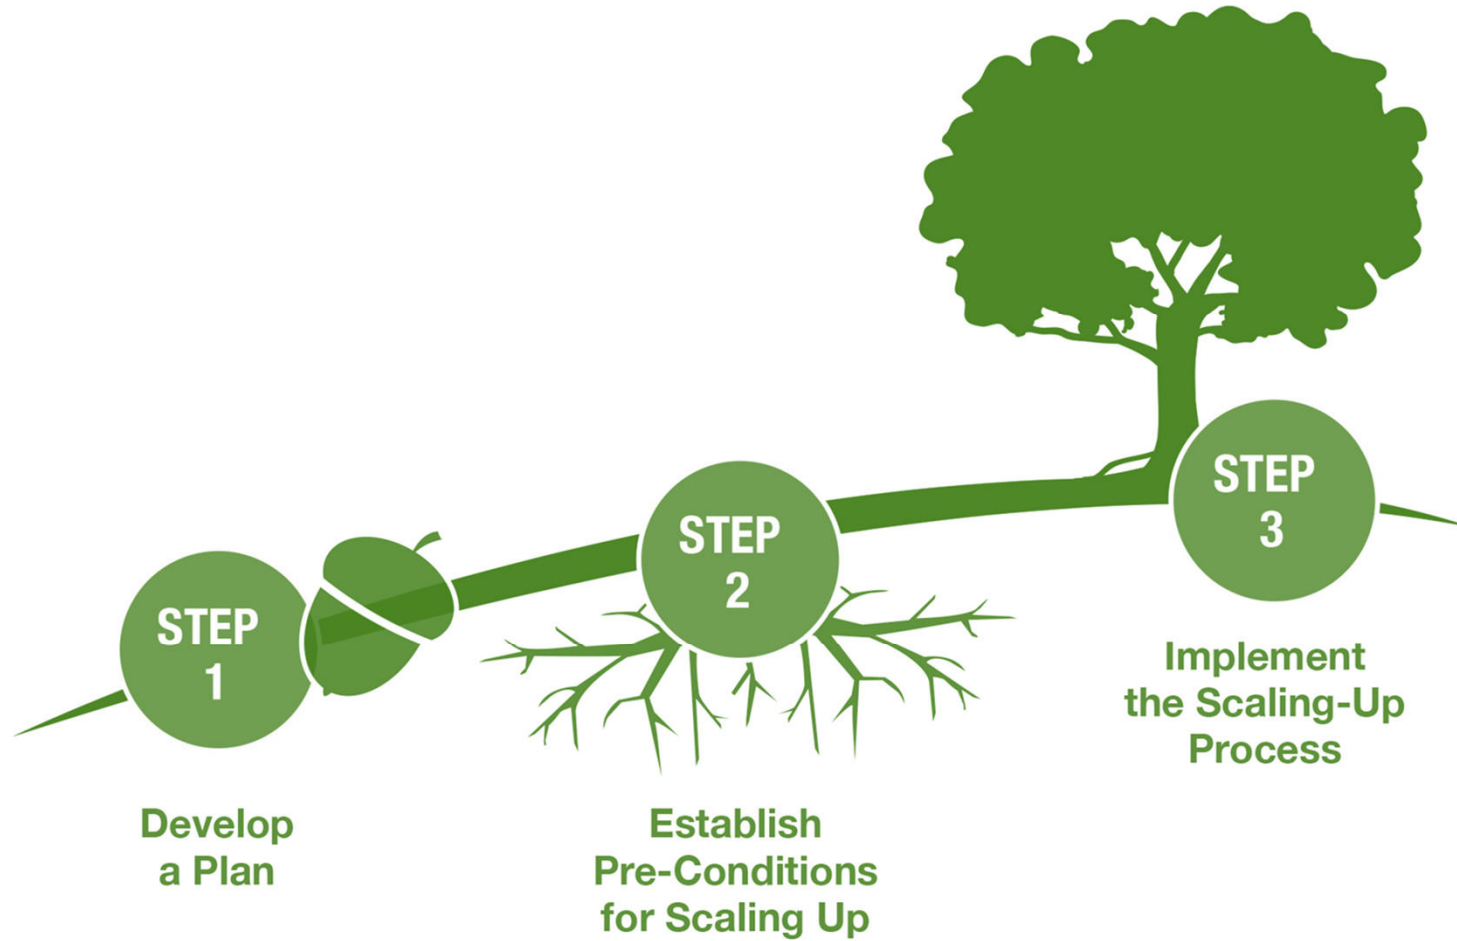 STEP
1
Develop
a Plan
STEP
2
Establish
Pre-Conditions
for Scaling Up
STEP
3
Implement
the Scaling-Up
Process